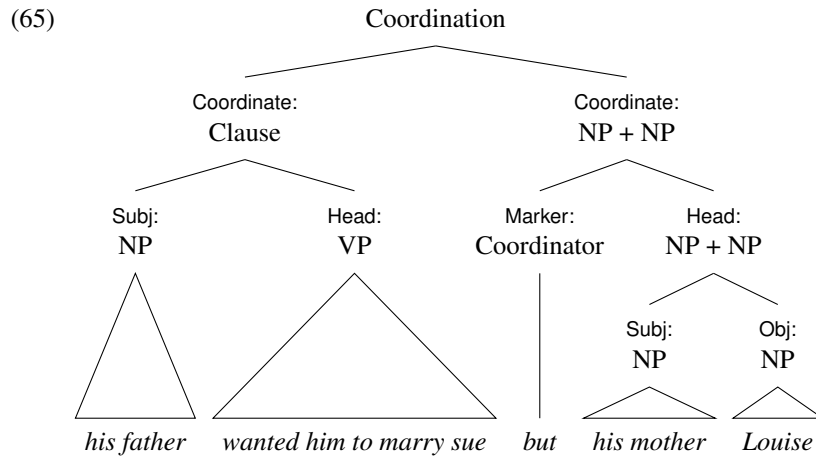 (65) Coordination
Coordinate: Coordinate:
Clause NP + NP
Subj: Head: Marker: Head:
NP VP Coordinator NP + NP
Subj: Obj:
NP NP
his father wanted him to marry sue but his mother Louise